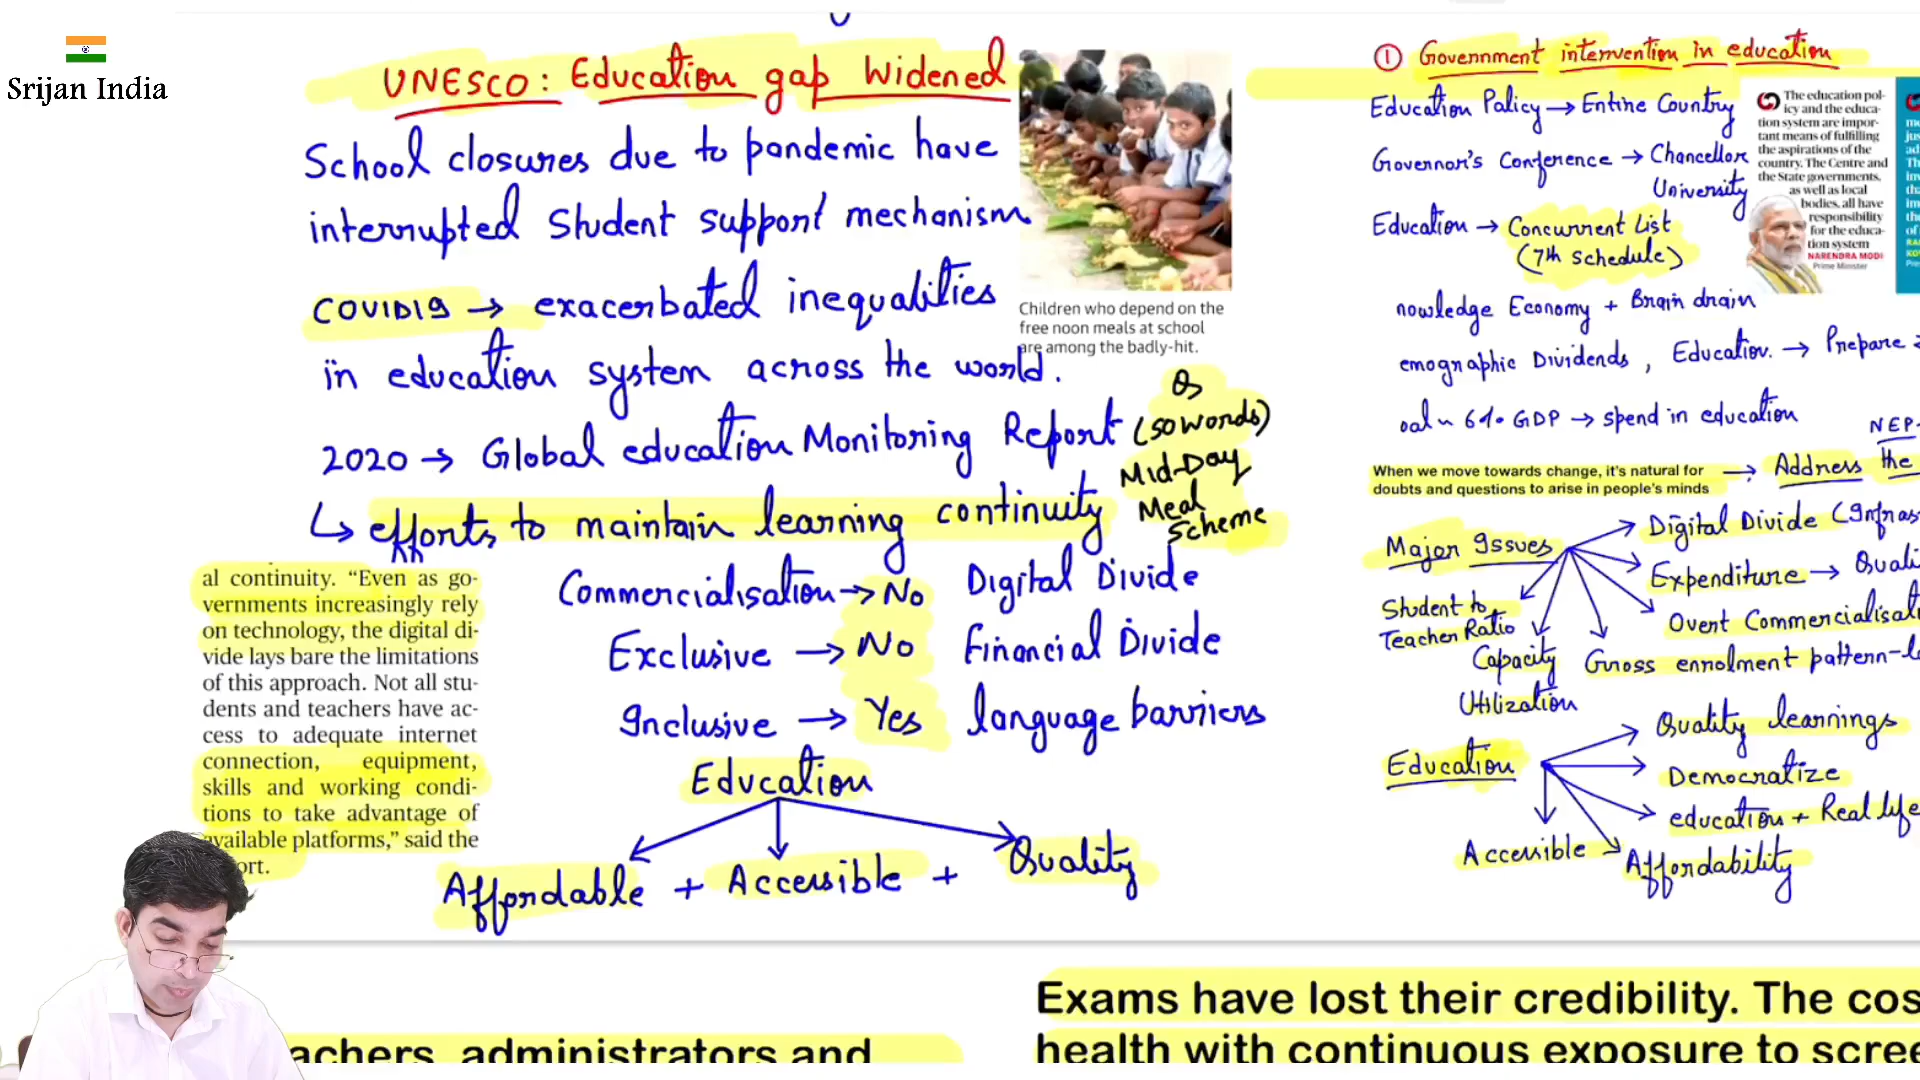 Srijan India
UNESCO: Education gap Widened
School closures due to pandemic have
interrupted Student support mechanism
COVID19 → exacerbated inequalities
in education system across the world.
2020 → Global education Monitoring Report
↳ efforts to maintain learning continuity
Children who depend on the
free noon meals at school
are among the badly-hit.
(50 words)
Mid-Day
Meal
Scheme
al continuity. “Even as go-
vernments increasingly rely
on technology, the digital di-
vide lays bare the limitations
of this approach. Not all stu-
dents and teachers have ac-
cess to adequate internet
connection, equipment,
skills and working condi-
tions to take advantage of
available platforms,” said the
ort.
Commercialisation → No
Exclusive → No
Inclusive → Yes
Digital Divide
Financial Divide
language barriers
Education
Affordable + Accessible + Quality
① Government intervention in education
Education Policy → Entire Country
Governor's Conference → Chancellor
University
Education → Concurrent List
(7th Schedule)
The education pol-
icy and the educa-
tion system are impor-
tant means of fulfilling
the aspirations of the
country. The Centre and
the State governments,
as well as local
bodies, all have
responsibility
for the educa-
tion system
NARENDRA MODI
Prime Minister
nowledge Economy + Brain drain
emographic Dividends, Education. → Prepare
oal ~ 6% GDP → spend in education
NEP-
When we move towards change, it's natural for
doubts and questions to arise in people's minds
→ Address the
Major Issues
Digital Divide (Infras
Expenditure → Quali
Overt Commercialisat
Gross enrolment pattern-l
Capacity
Utilization
Student to
Teacher Ratio
Education
Quality learnings
Democratize
education + Real life
Affordability
Accessible
Exams have lost their credibility. The cos
health with continuous exposure to scree
achers, administrators and